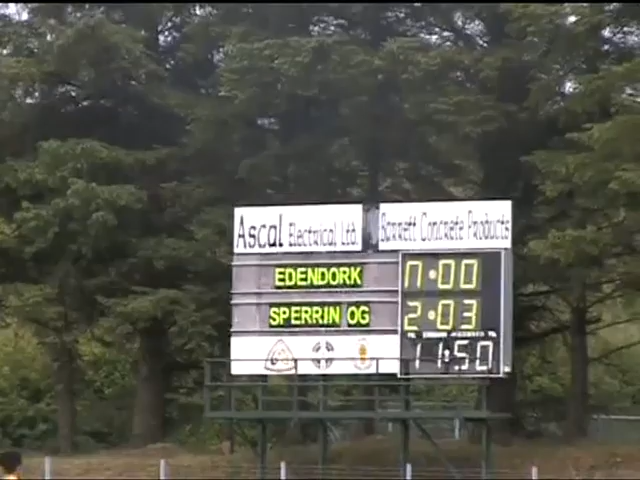 Ascal Electrical Ltd.
Barrett Concrete Products
EDENDORK 0·00
SPERRIN OG 2·03
11:50